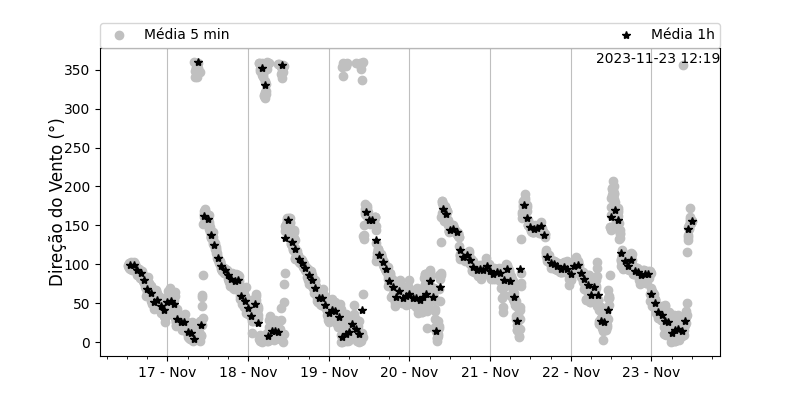 Média 5 min
Média 1h
2023-11-23 12:19
Direção do Vento (°)
350
300
250
200
150
100
50
0
17 - Nov
18 - Nov
19 - Nov
20 - Nov
21 - Nov
22 - Nov
23 - Nov